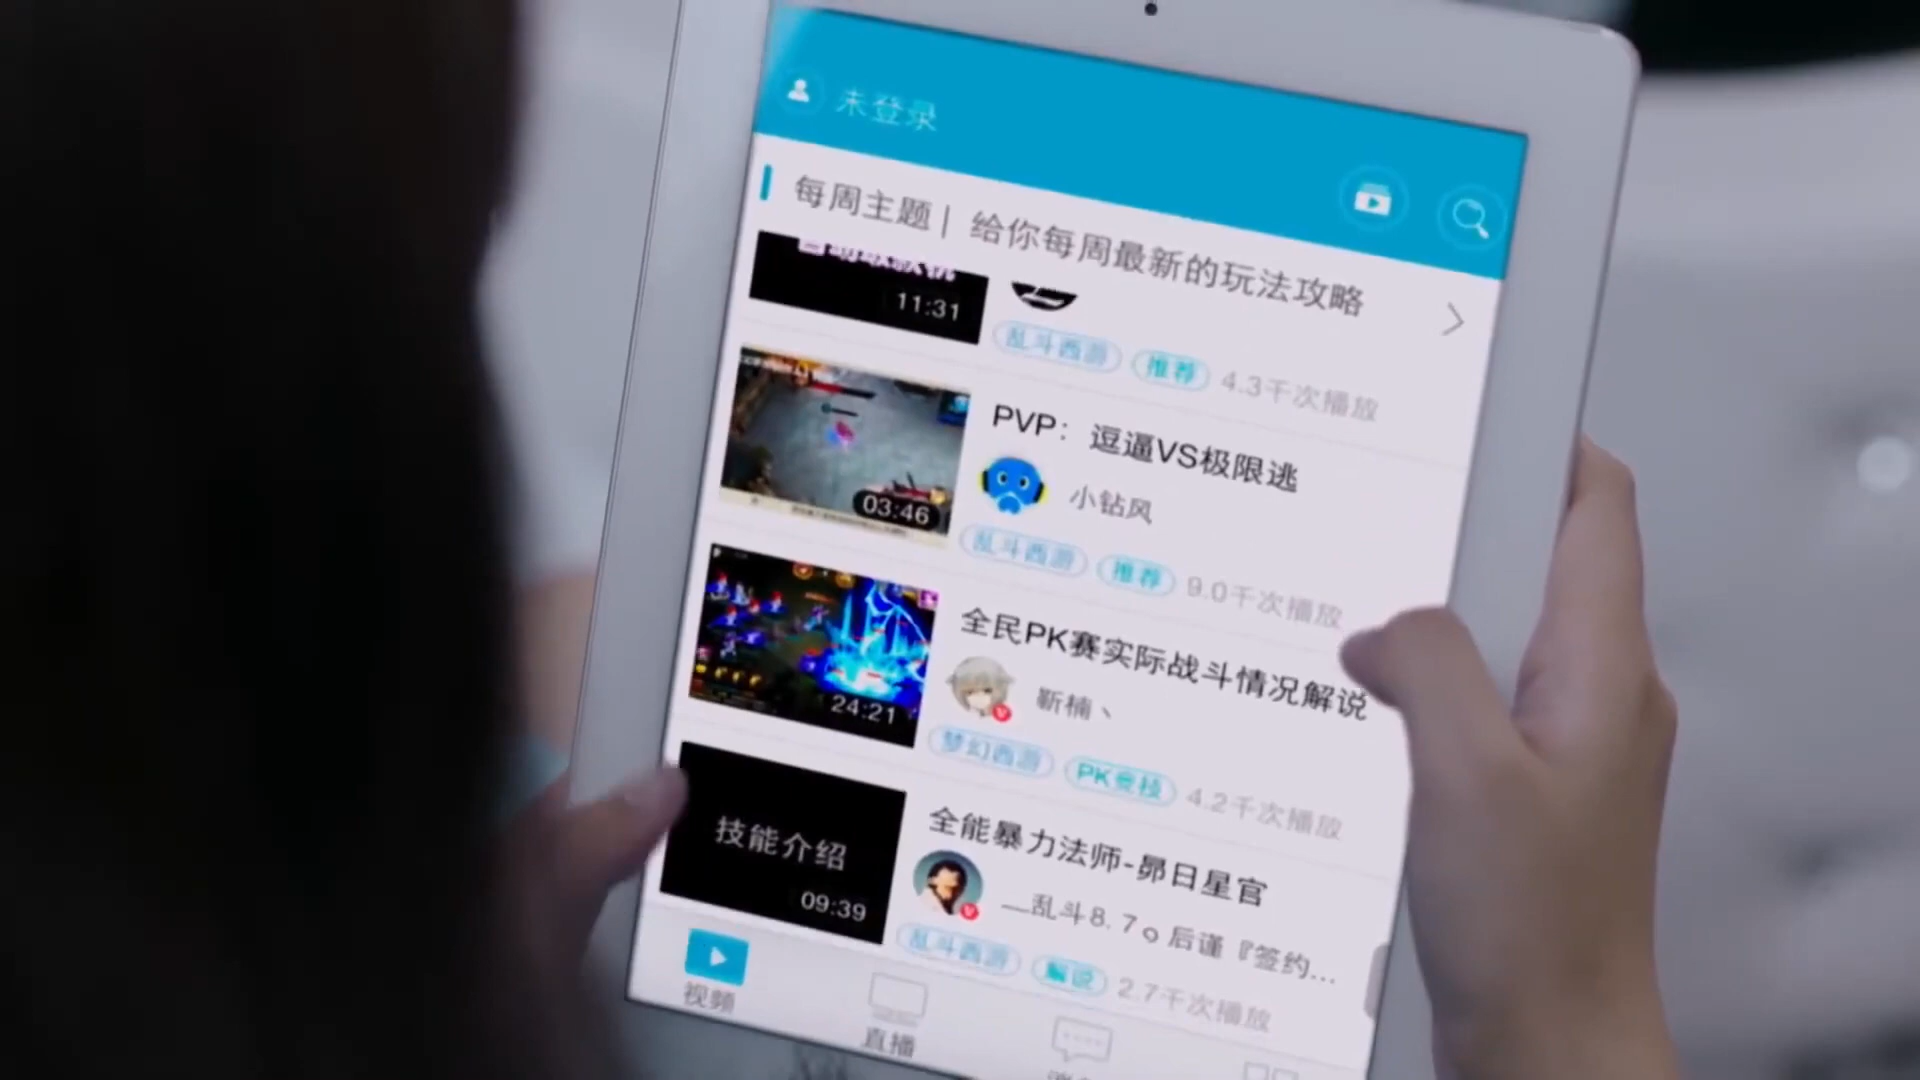 未登录
每周主题 | 给你每周最新的玩法攻略
11:31
乱斗西游 推荐 4.3千次播放
PVP：逗逼VS极限逃
小钻风
03:46
乱斗西游 推荐 9.0千次播放
全民PK赛实际战斗情况解说
靳楠丶
24:21
梦幻西游 PK竞技 4.2千次播放
技能介绍
全能暴力法师-昴日星官
09:39
__乱斗8.7。后谨『签约...
乱斗西游 解说 2.7千次播放
视频
直播